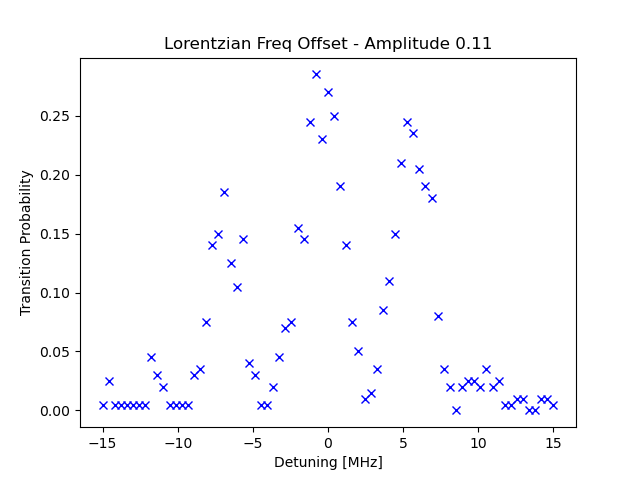 Lorentzian Freq Offset - Amplitude 0.11
Transition Probability
0.25
0.20
0.15
0.10
0.05
0.00
−15 −10 −5 0 5 10 15
Detuning [MHz]